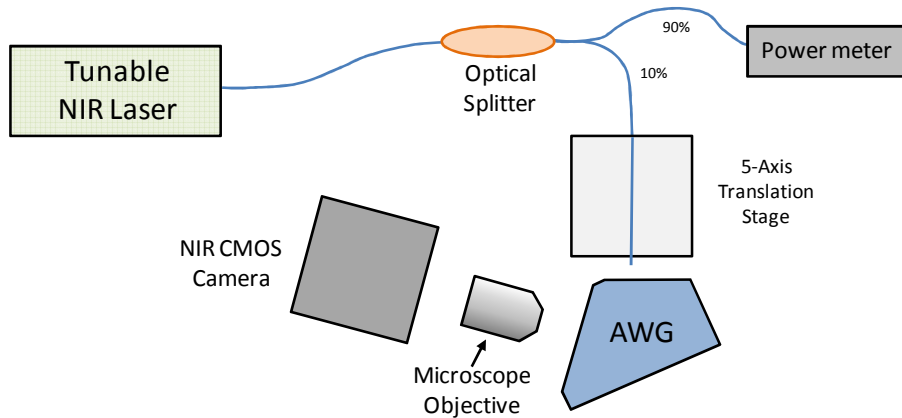 Tunable
NIR Laser
Optical
Splitter
90%
10%
Power meter
5-Axis
Translation
Stage
NIR CMOS
Camera
Microscope
Objective
AWG